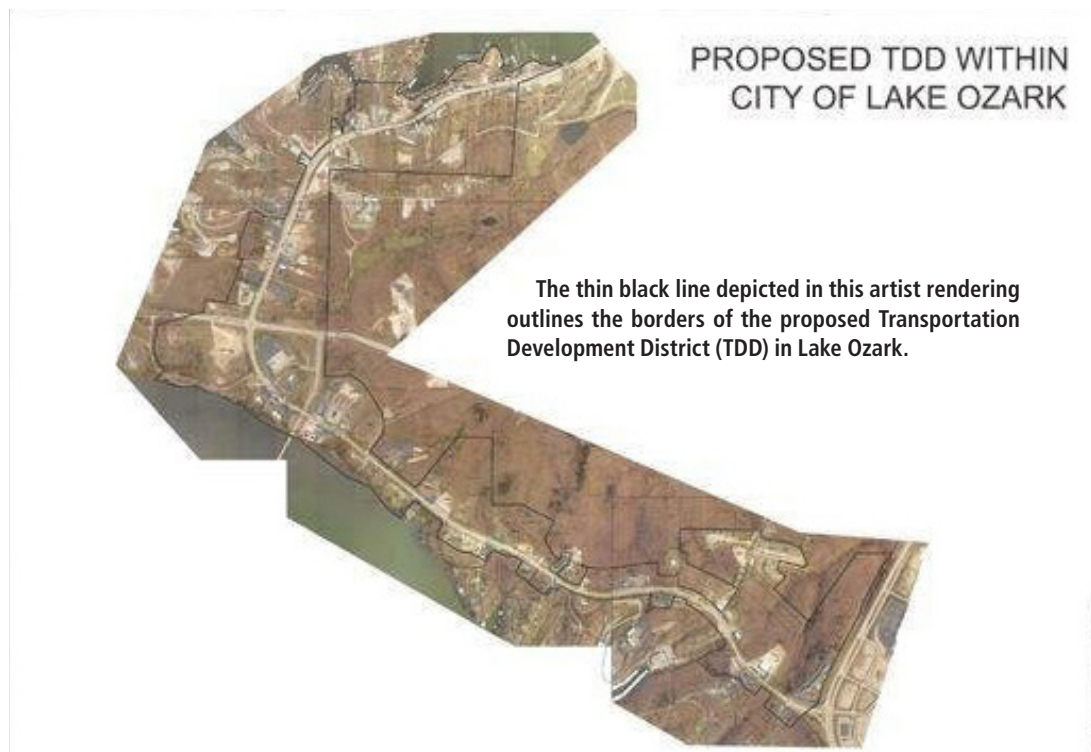 PROPOSED TDD WITHIN
CITY OF LAKE OZARK
The thin black line depicted in this artist rendering
outlines the borders of the proposed Transportation
Development District (TDD) in Lake Ozark.